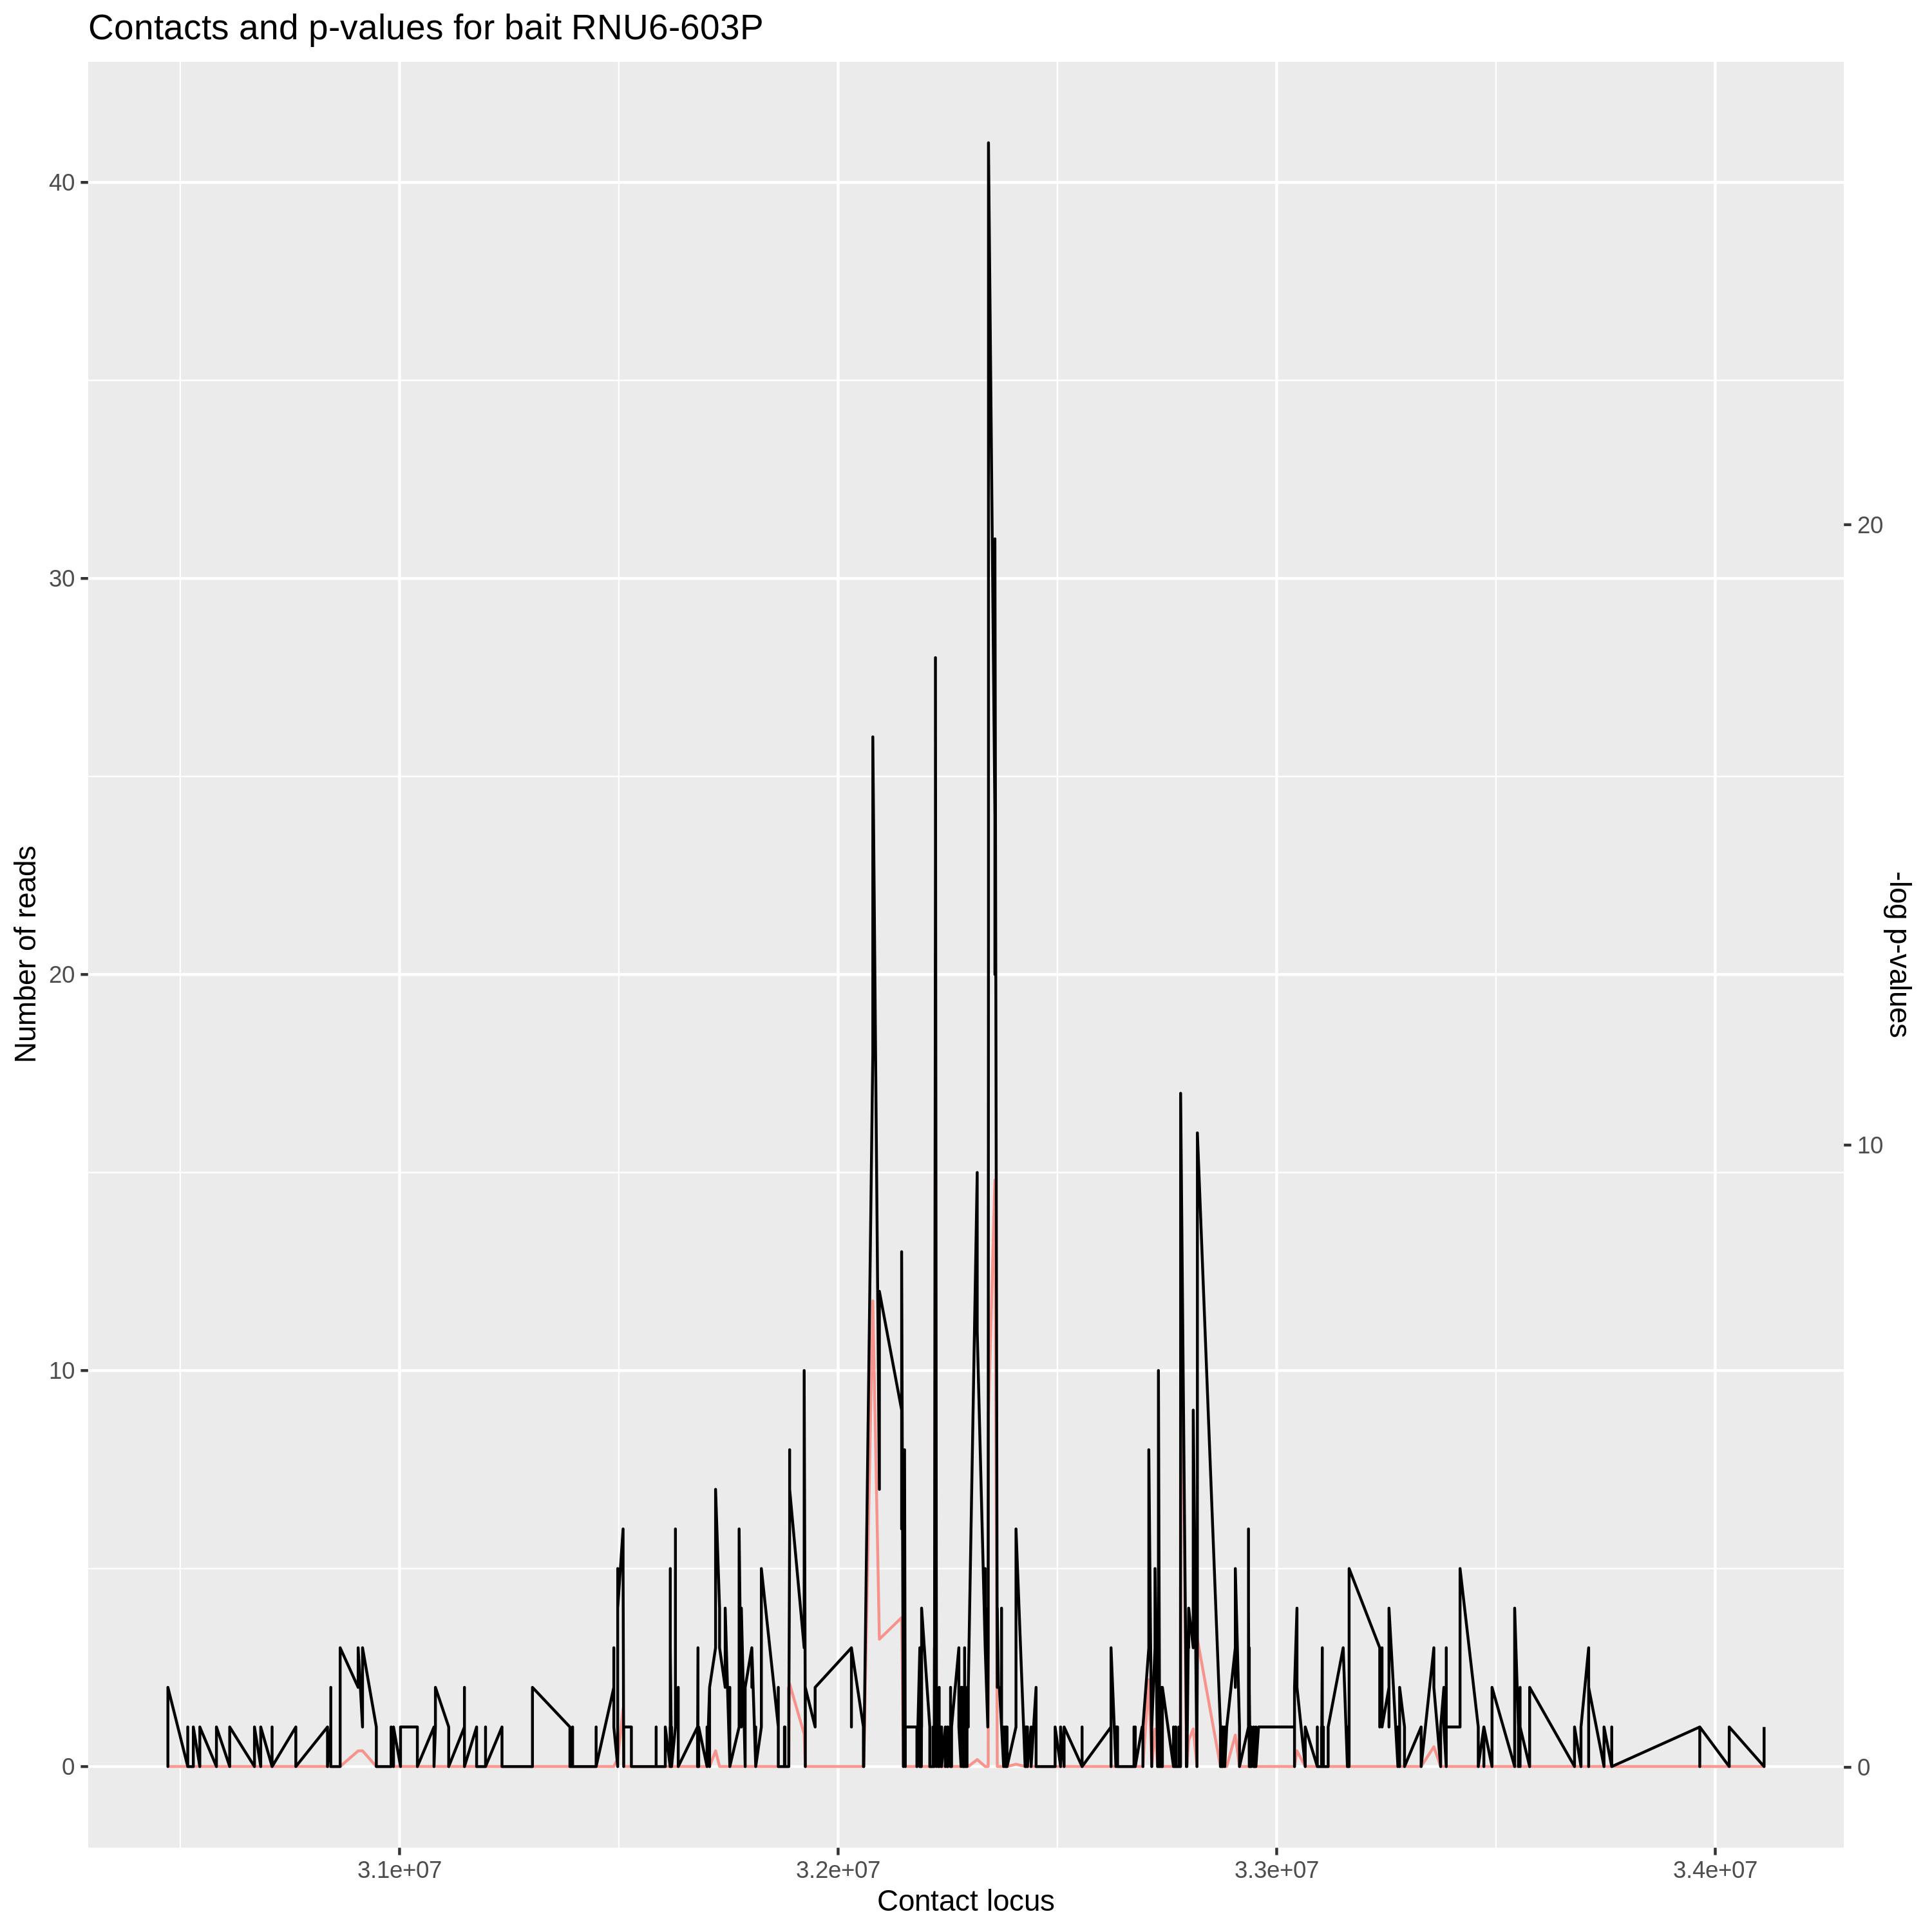 Contacts and p-values for bait RNU6-603P
40
30
20
10
0
Number of reads
20
10
0
-log p-values
3.1e+07
3.2e+07
3.3e+07
3.4e+07
Contact locus